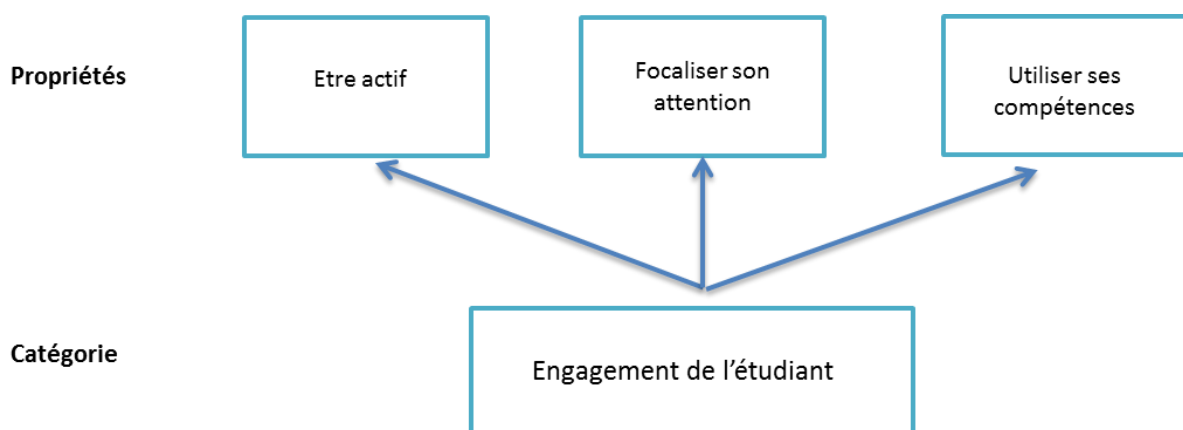 Propriétés
Etre actif
Focaliser son
attention
Utiliser ses
compétences
Catégorie
Engagement de l’étudiant